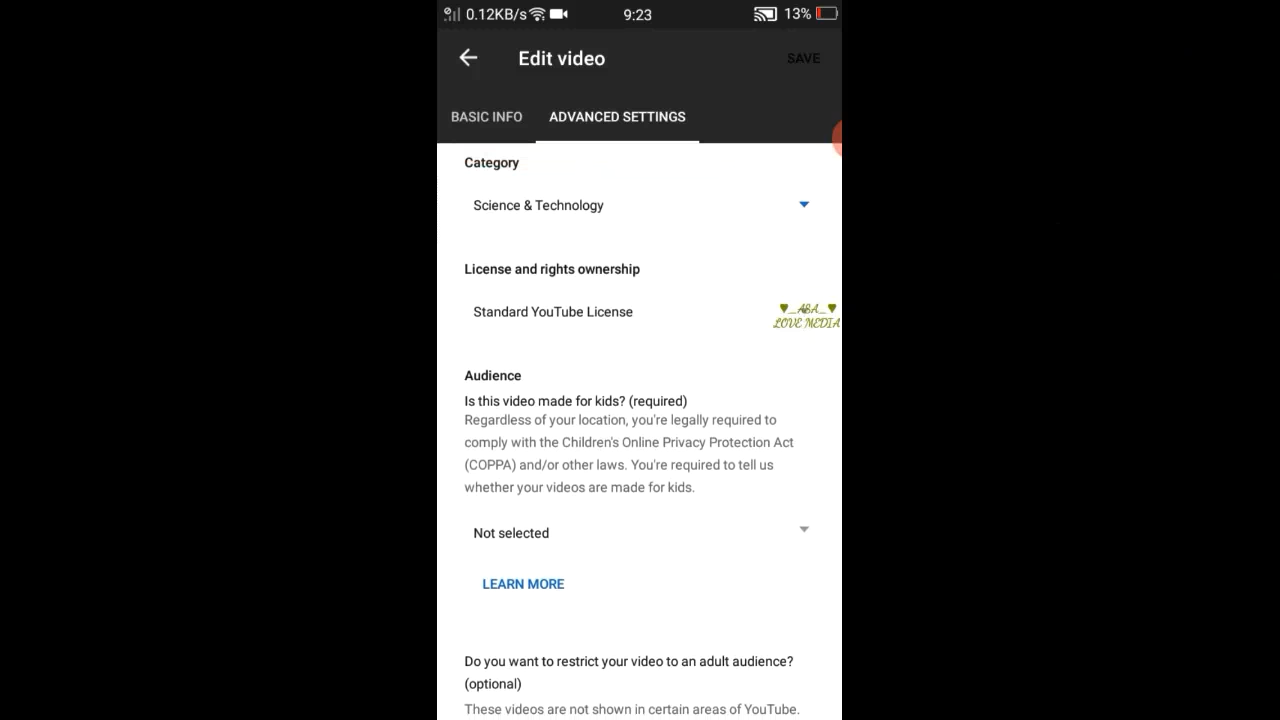 0.12KB/s 9:23 13%
Edit video SAVE
BASIC INFO ADVANCED SETTINGS
Category
Science & Technology
License and rights ownership
Standard YouTube License
♥_ABA_♥
LOVE MEDIA
Audience
Is this video made for kids? (required)
Regardless of your location, you're legally required to
comply with the Children's Online Privacy Protection Act
(COPPA) and/or other laws. You're required to tell us
whether your videos are made for kids.
Not selected
LEARN MORE
Do you want to restrict your video to an adult audience?
(optional)
These videos are not shown in certain areas of YouTube.